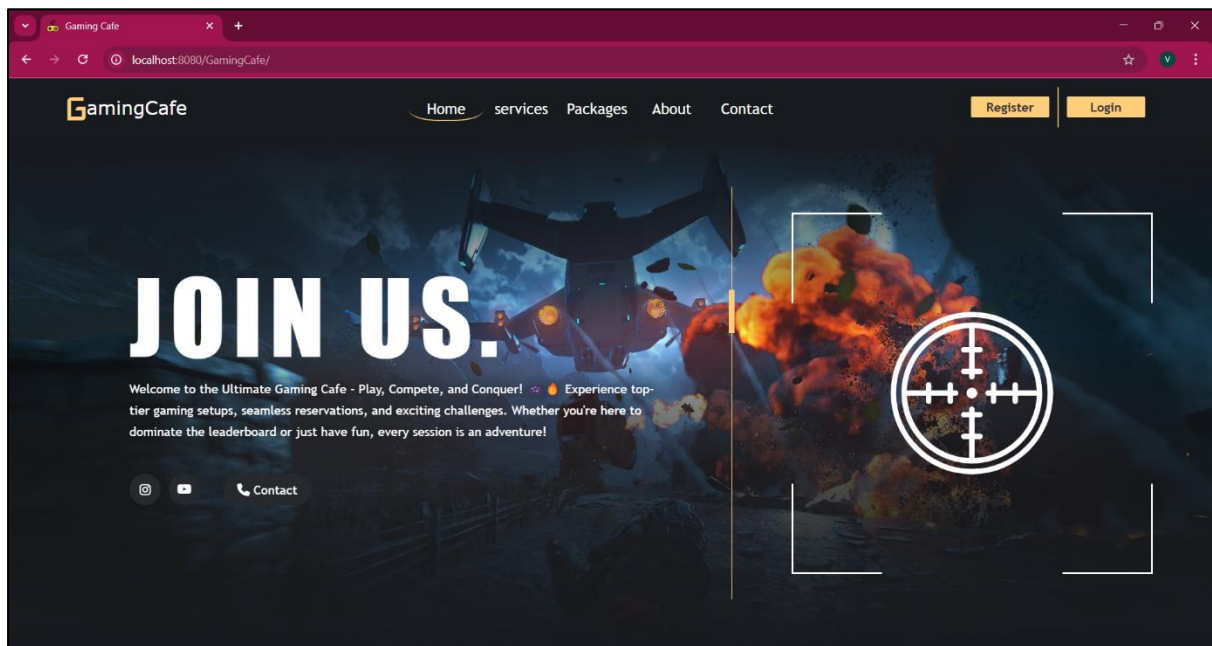 Gaming Cafe
localhost:8080/GamingCafe/
V
GamingCafe
Home services Packages About Contact
Register Login
JOIN US.
Welcome to the Ultimate Gaming Cafe - Play, Compete, and Conquer! 👾 🔥 Experience top-
tier gaming setups, seamless reservations, and exciting challenges. Whether you're here to
dominate the leaderboard or just have fun, every session is an adventure!
Contact